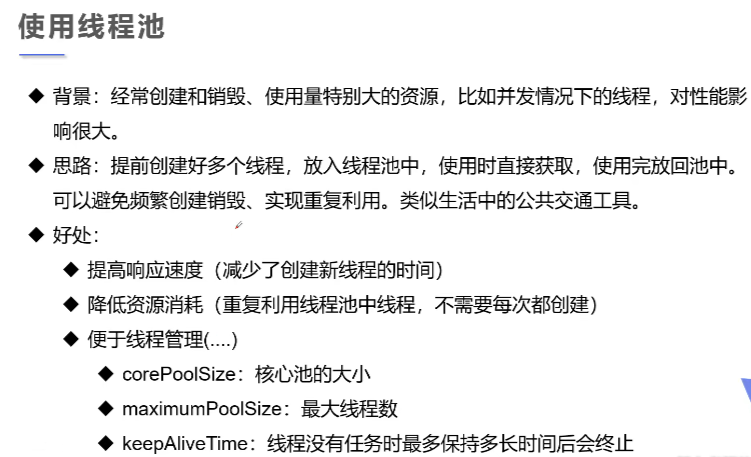 使用线程池
◆ 背景：经常创建和销毁、使用量特别大的资源，比如并发情况下的线程，对性能影
响很大。
◆ 思路：提前创建好多个线程，放入线程池中，使用时直接获取，使用完放回池中。
可以避免频繁创建销毁、实现重复利用。类似生活中的公共交通工具。
◆ 好处：
◆ 提高响应速度（减少了创建新线程的时间）
◆ 降低资源消耗（重复利用线程池中线程，不需要每次都创建）
◆ 便于线程管理(....)
◆ corePoolSize：核心池的大小
◆ maximumPoolSize：最大线程数
◆ keepAliveTime：线程没有任务时最多保持多长时间后会终止